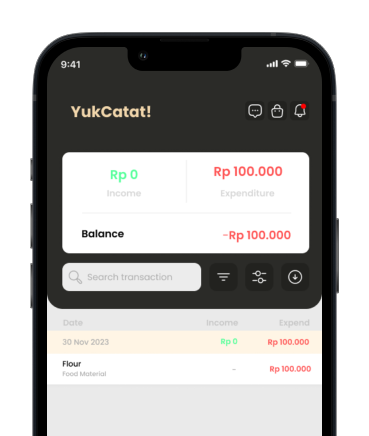 9:41
YukCatat!
Rp 0
Rp 100.000
Income
Expenditure
Balance
-Rp 100.000
Search transaction
Date Income Expend
30 Nov 2023 Rp 0 Rp 100.000
Flour
Food Material
- Rp 100.000